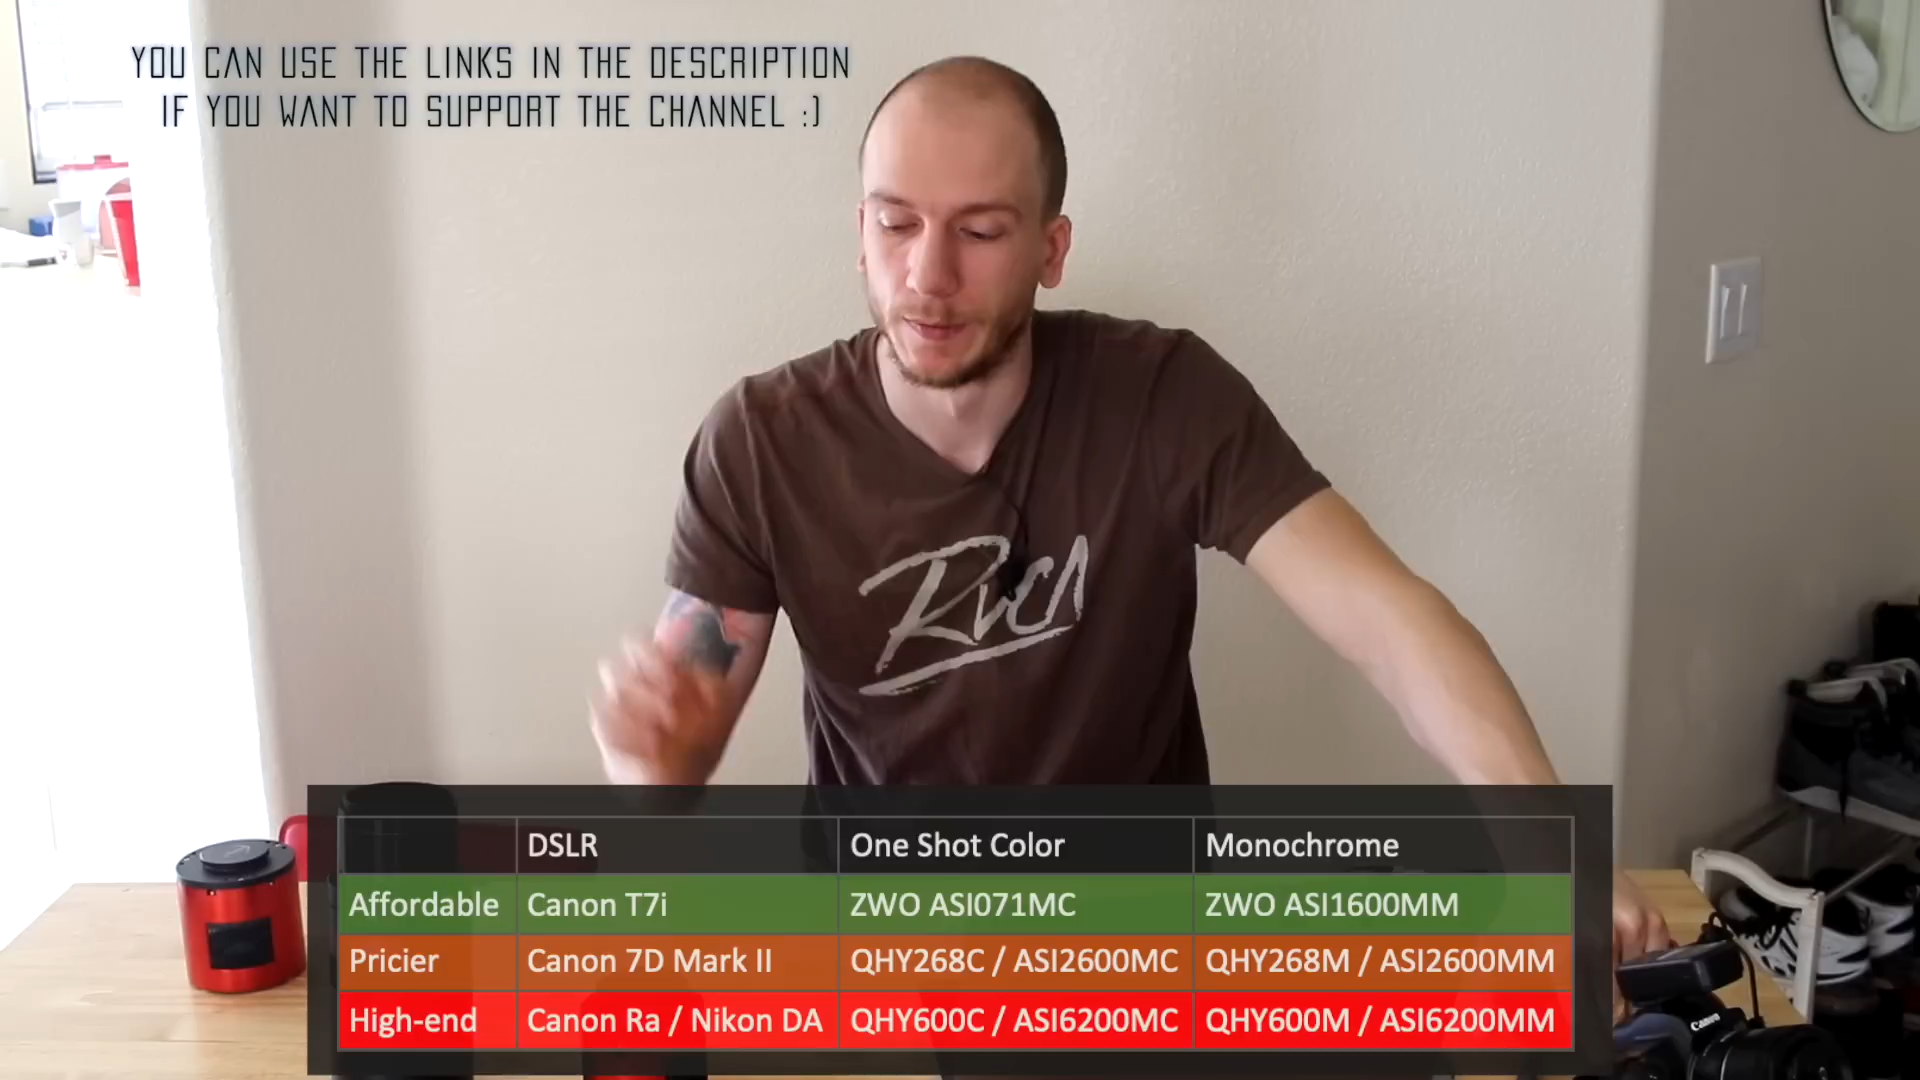 YOU CAN USE THE LINKS IN THE DESCRIPTION
IF YOU WANT TO SUPPORT THE CHANNEL :)
RVCA
DSLR One Shot Color Monochrome
Affordable Canon T7i ZWO ASI071MC ZWO ASI1600MM
Pricier Canon 7D Mark II QHY268C / ASI2600MC QHY268M / ASI2600MM
High-end Canon Ra / Nikon DA QHY600C / ASI6200MC QHY600M / ASI6200MM
Canon